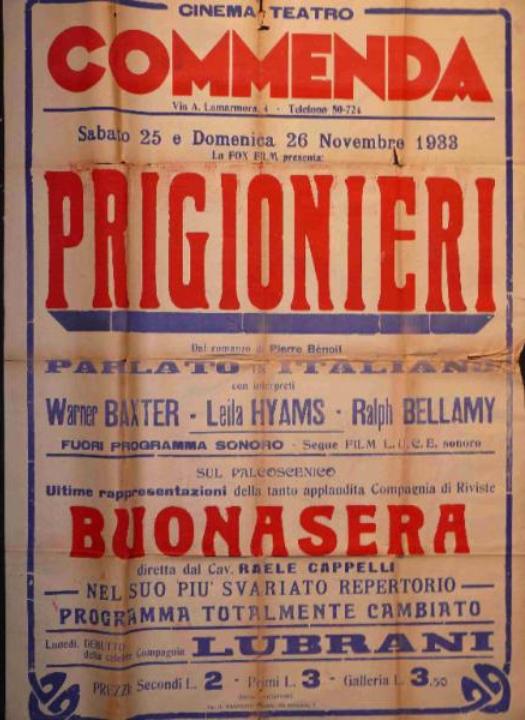 CINEMA TEATRO
COMMENDA
Via A. Lamarmora, 4 - Telefono 50-724
Sabato 25 e Domenica 26 Novembre 1933
La FOX FILM presenta:
PRIGIONIERI
Dal romanzo di Pierre Bênoil
PARLATO IN ITALIANO
con interpreti
Warner BAXTER - Leila HYAMS - Ralph BELLAMY
FUORI PROGRAMMA SONORO - Segue FILM L. U. C. E. sonoro
SUL PALCOSCENICO
Ultime rappresentazioni della tanto applaudita Compagnia di Riviste
BUONASERA
diretta dal Cav. RAELE CAPPELLI
NEL SUO PIU' SVARIATO REPERTORIO
PROGRAMMA TOTALMENTE CAMBIATO
Lunedì, DEBUTTO
della celebre Compagnia LUBRANI
PREZZI: Secondi L. 2 - Primi L. 3 - Galleria L. 3,50